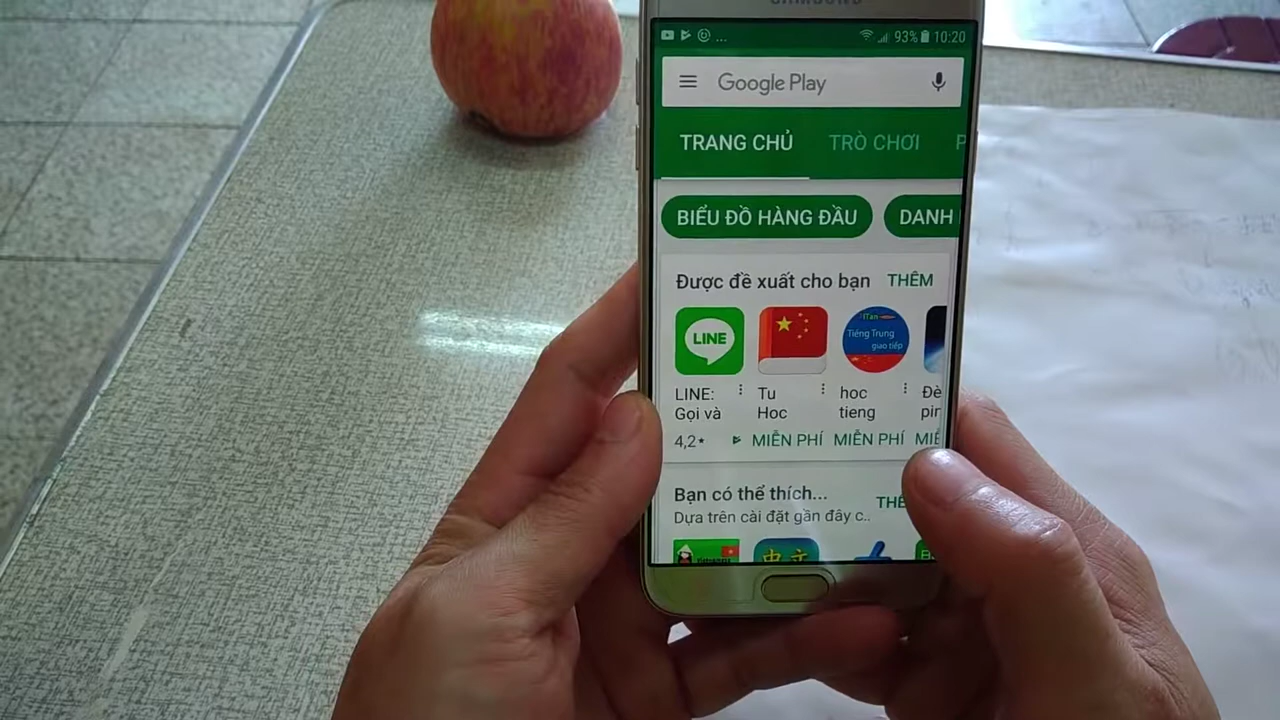 SAMSUNG
... 93% 10:20
Google Play
TRANG CHỦ TRÒ CHƠI P
BIỂU ĐỒ HÀNG ĐẦU DANH
Được đề xuất cho bạn THÊM
LINE
iTan
Tiếng Trung
giao tiếp
LINE: Tu hoc Đè
Gọi và Hoc tieng pin
4,2★ MIỄN PHÍ MIỄN PHÍ MIỄ
Bạn có thể thích... THÊ
Dựa trên cài đặt gần đây c..
中文